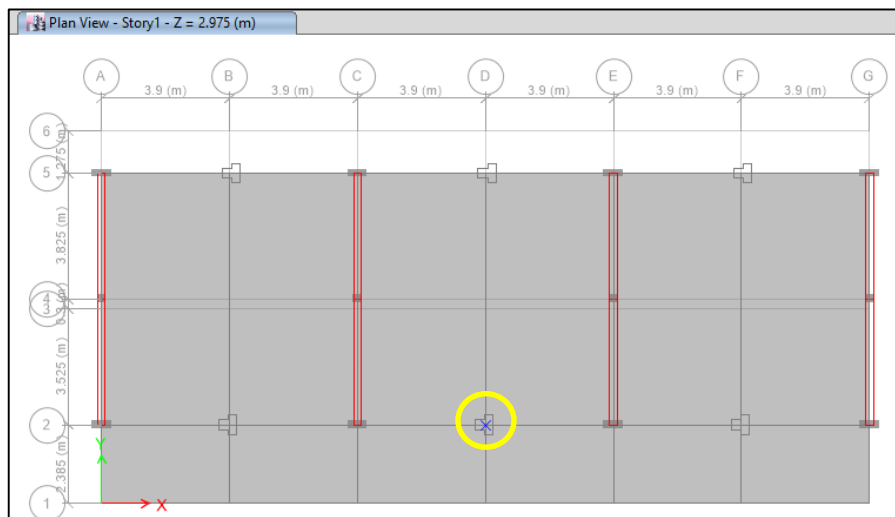 Plan View - Story1 - Z = 2.975 (m)
A B C D E F G
3.9 (m) 3.9 (m) 3.9 (m) 3.9 (m) 3.9 (m) 3.9 (m)
6
1.275 (m)
5
3.825 (m)
4
3
3.525 (m)
2
Y
2.385 (m)
1
X